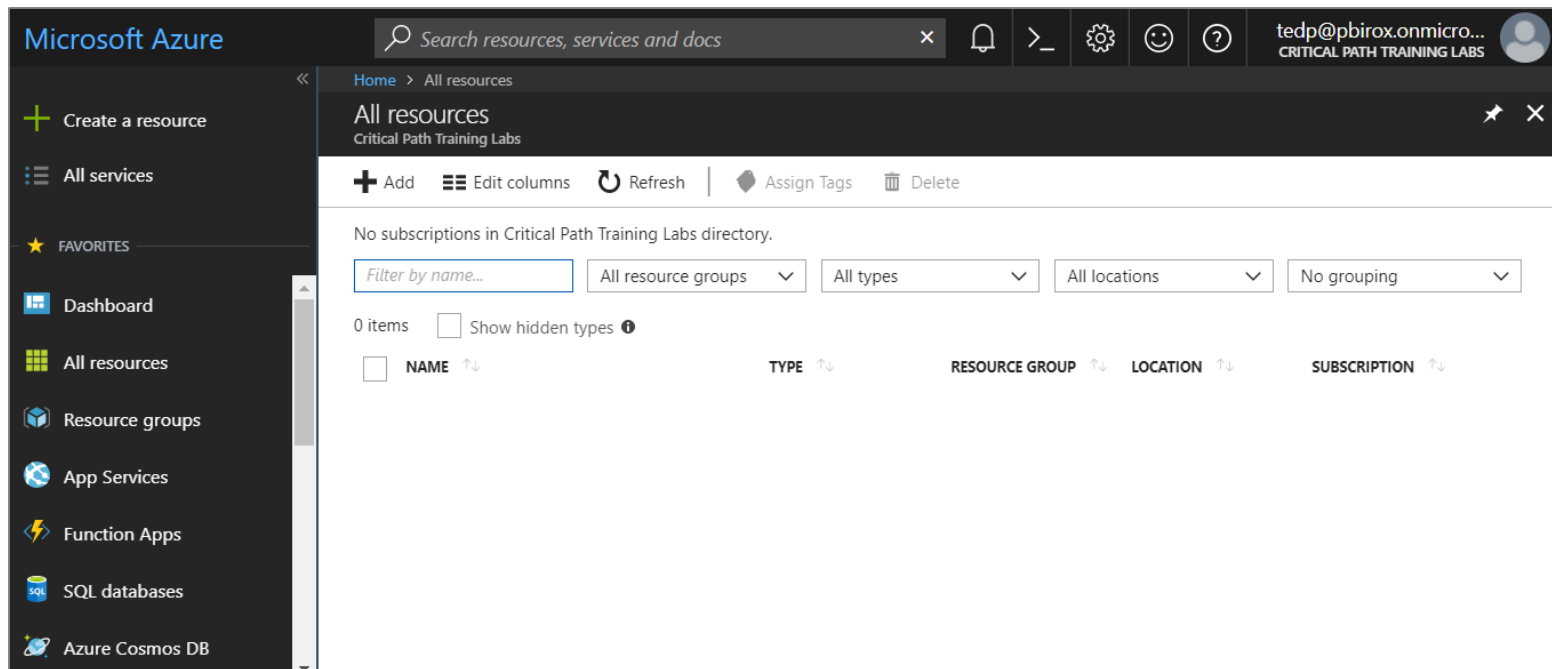 Microsoft Azure
Search resources, services and docs
tedp@pbirox.onmicro...
CRITICAL PATH TRAINING LABS
Home > All resources
All resources
Critical Path Training Labs
Create a resource
All services
FAVORITES
Dashboard
All resources
Resource groups
App Services
Function Apps
SQL databases
Azure Cosmos DB
Add Edit columns Refresh Assign Tags Delete
No subscriptions in Critical Path Training Labs directory.
Filter by name... All resource groups All types All locations No grouping
0 items Show hidden types
NAME TYPE RESOURCE GROUP LOCATION SUBSCRIPTION